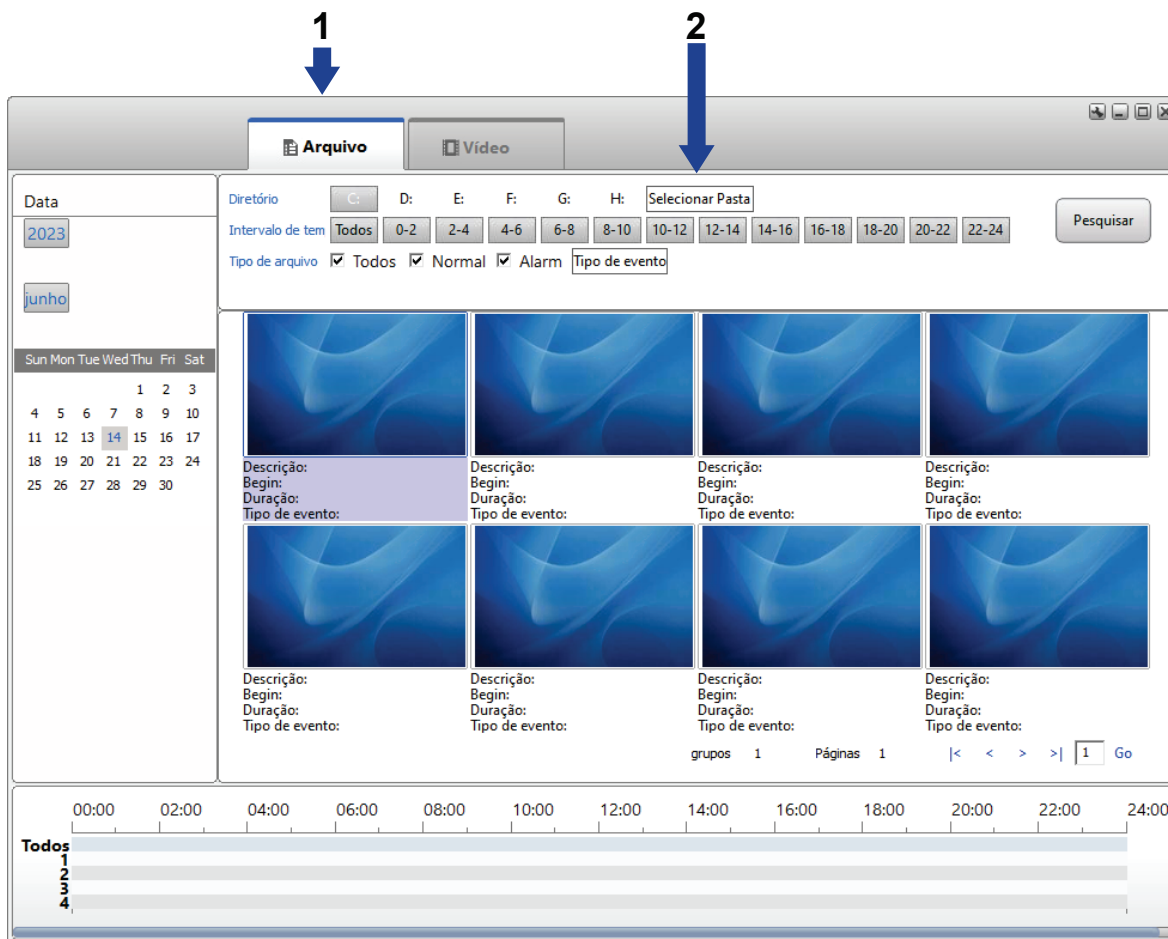 1 2
Arquivo Vídeo
Data
2023
junho
Sun Mon Tue Wed Thu Fri Sat
1 2 3
4 5 6 7 8 9 10
11 12 13 14 15 16 17
18 19 20 21 22 23 24
25 26 27 28 29 30
Diretório C: D: E: F: G: H: Selecionar Pasta
Intervalo de tem Todos 0-2 2-4 4-6 6-8 8-10 10-12 12-14 14-16 16-18 18-20 20-22 22-24
Pesquisar
Tipo de arquivo Todos Normal Alarm Tipo de evento
Descrição: Descrição: Descrição: Descrição:
Begin: Begin: Begin: Begin:
Duração: Duração: Duração: Duração:
Tipo de evento: Tipo de evento: Tipo de evento: Tipo de evento:
Descrição: Descrição: Descrição: Descrição:
Begin: Begin: Begin: Begin:
Duração: Duração: Duração: Duração:
Tipo de evento: Tipo de evento: Tipo de evento: Tipo de evento:
grupos 1 Páginas 1 |< < > >| 1 Go
00:00 02:00 04:00 06:00 08:00 10:00 12:00 14:00 16:00 18:00 20:00 22:00 24:00
Todos
1
2
3
4